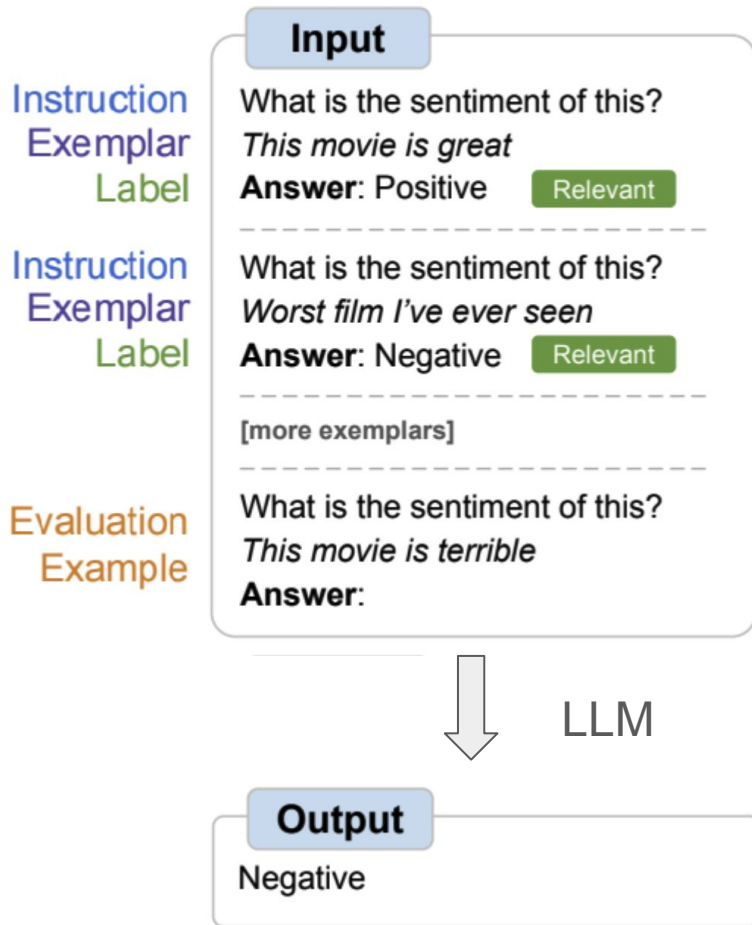 Input
Instruction
What is the sentiment of this?
Exemplar
This movie is great
Label
Answer: Positive Relevant
Instruction
What is the sentiment of this?
Exemplar
Worst film I've ever seen
Label
Answer: Negative Relevant
[more exemplars]
What is the sentiment of this?
Evaluation
Example
This movie is terrible
Answer:
LLM
Output
Negative